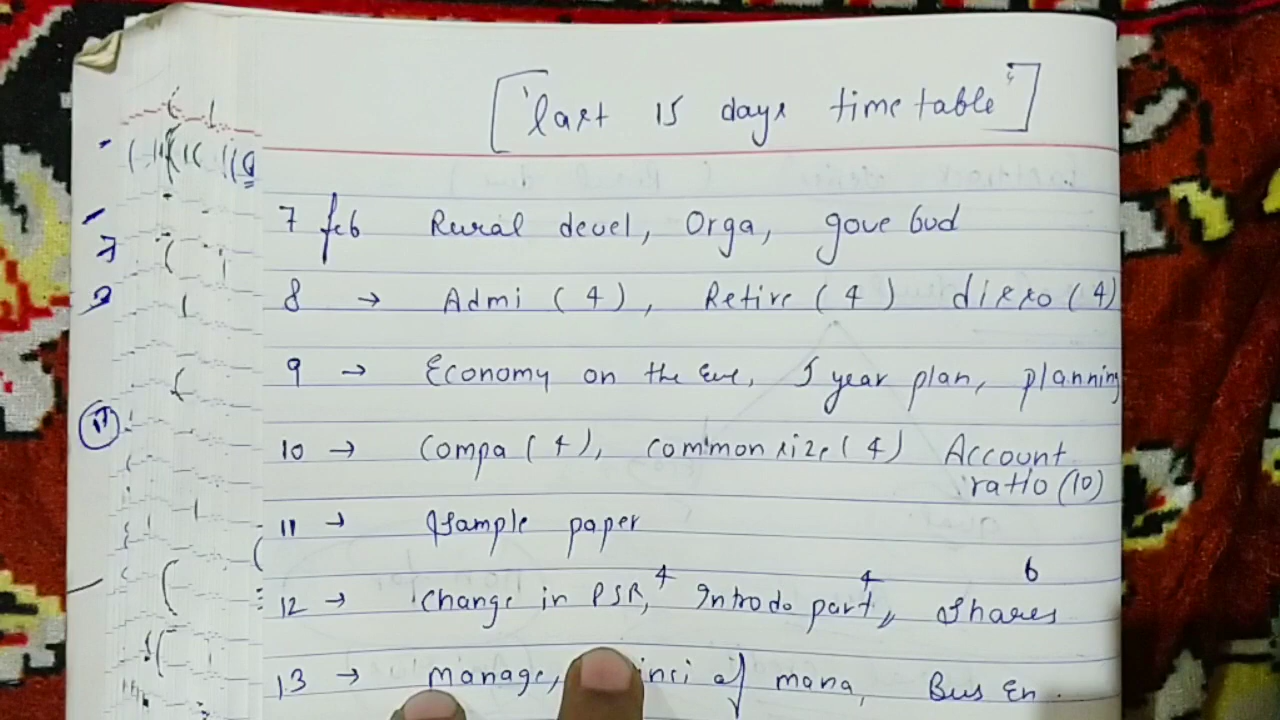 ['last 15 days time table']
7 feb Rural devel, Orga, gove bud
8 → Admi (4), Retire (4) disso (4)
9 → Economy on the Eve, 5 year plan, planning
10 → Compa (4), common size (4) Account
ratio (10)
11 → Sample paper
4 4 6
12 → Change in PSR, Introdo part, Shares
13 → manage, inci of mana, Bus En.